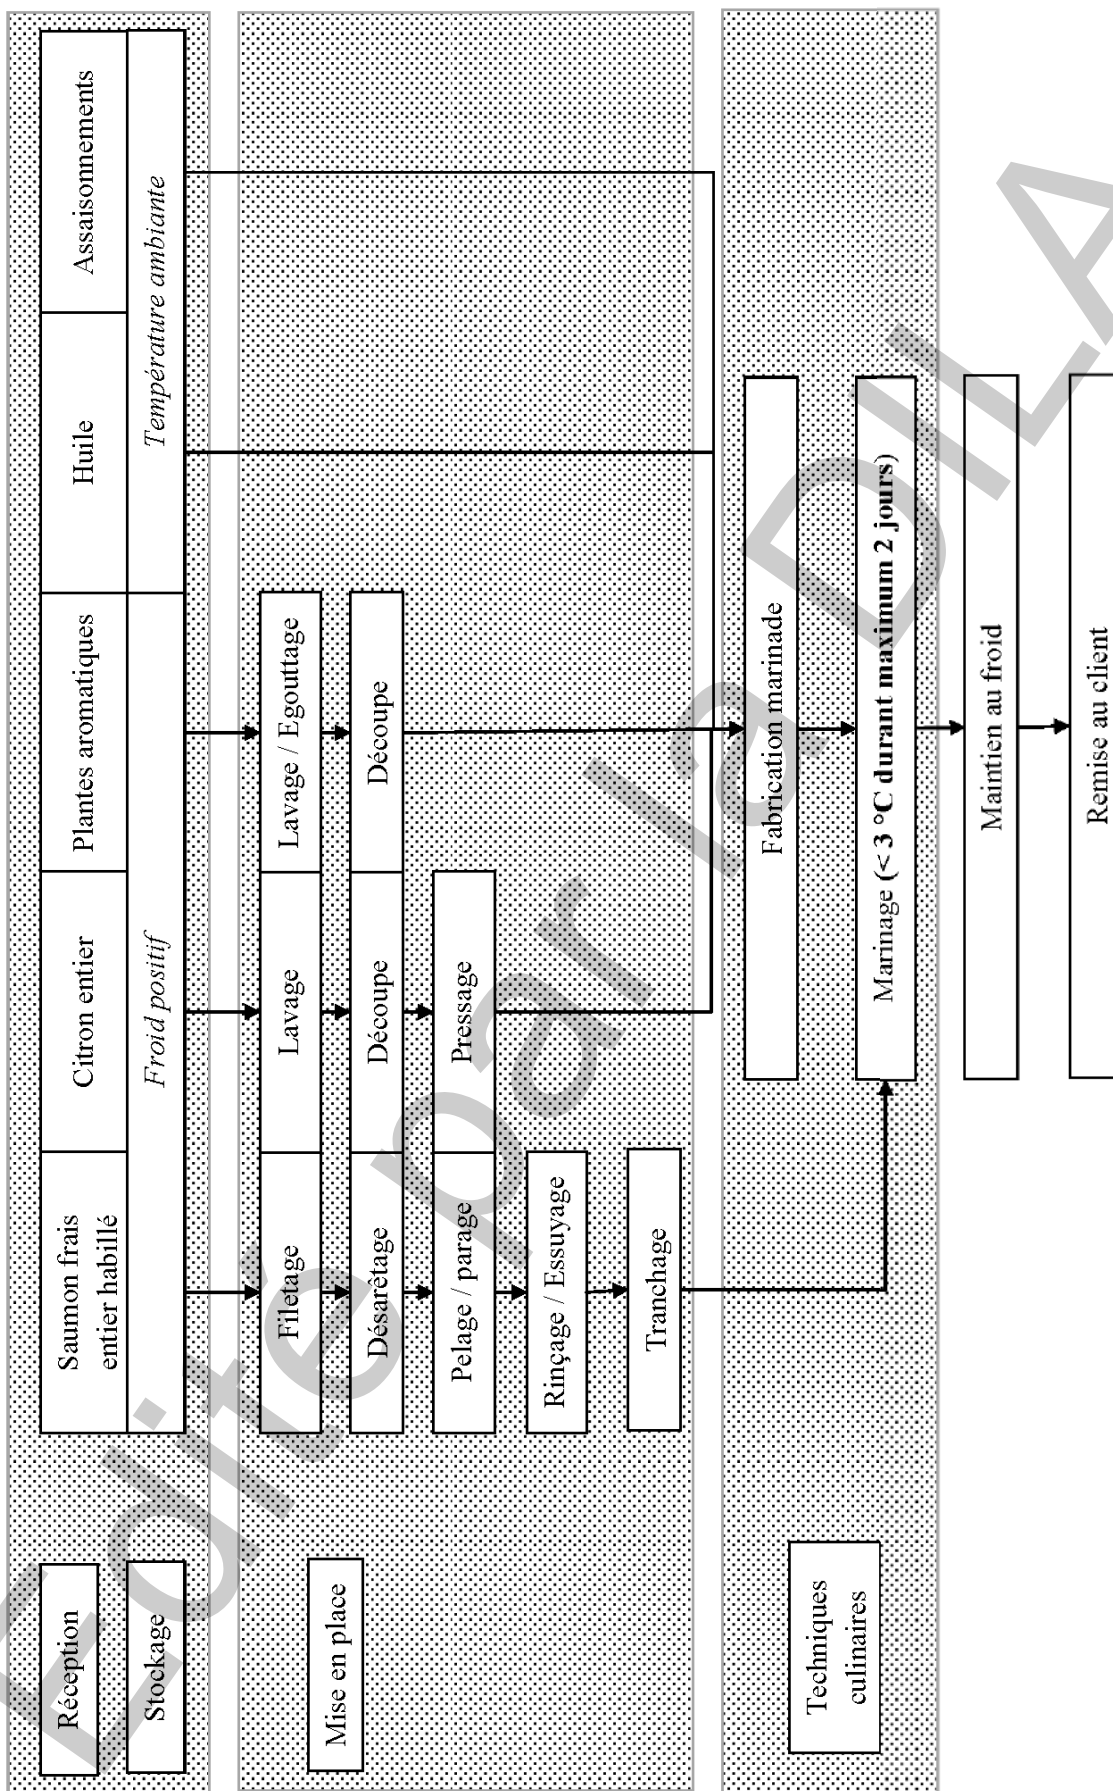 Réception
Saumon frais
entier habillé
Citron entier
Plantes aromatiques
Huile
Assaisonnements
Stockage
Froid positif
Température ambiante
Mise en place
Filetage
Lavage
Lavage / Egouttage
Désarêtage
Découpe
Découpe
Pelage / parage
Pressage
Rinçage / Essuyage
Tranchage
Techniques
culinaires
Fabrication marinade
Marinage (< 3 °C durant maximum 2 jours)
Maintien au froid
Remise au client
Edité par la DILA